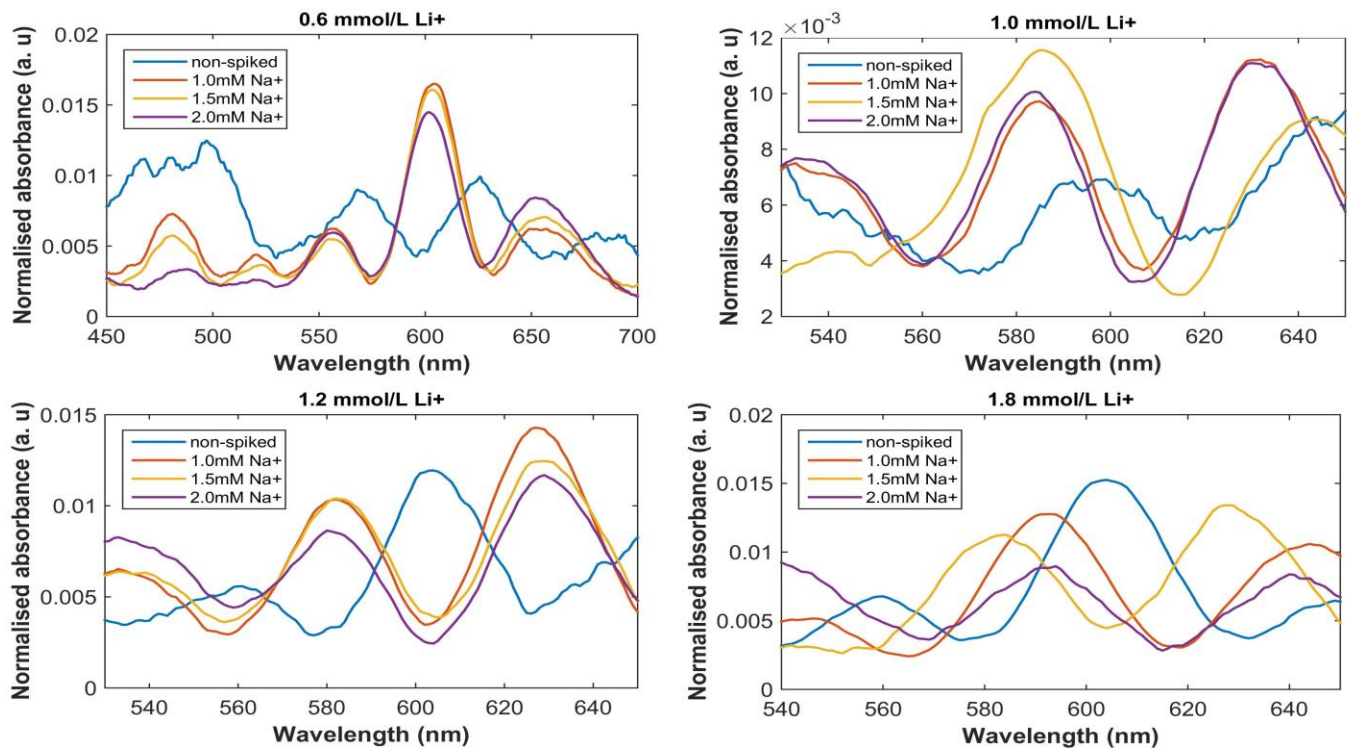 0.6 mmol/L Li+
Normalised absorbance (a. u)
0.02
0.015
0.01
0.005
0
non-spiked
1.0mM Na+
1.5mM Na+
2.0mM Na+
450 500 550 600 650 700
Wavelength (nm)
1.0 mmol/L Li+
× 10-3
Normalised absorbance (a. u)
12
10
8
6
4
2
non-spiked
1.0mM Na+
1.5mM Na+
2.0mM Na+
540 560 580 600 620 640
Wavelength (nm)
1.2 mmol/L Li+
Normalised absorbance (a. u)
0.015
0.01
0.005
0
non-spiked
1.0mM Na+
1.5mM Na+
2.0mM Na+
540 560 580 600 620 640
Wavelength (nm)
1.8 mmol/L Li+
Normalised absorbance (a. u)
0.02
0.015
0.01
0.005
0
non-spiked
1.0mM Na+
1.5mM Na+
2.0mM Na+
540 560 580 600 620 640
Wavelength (nm)